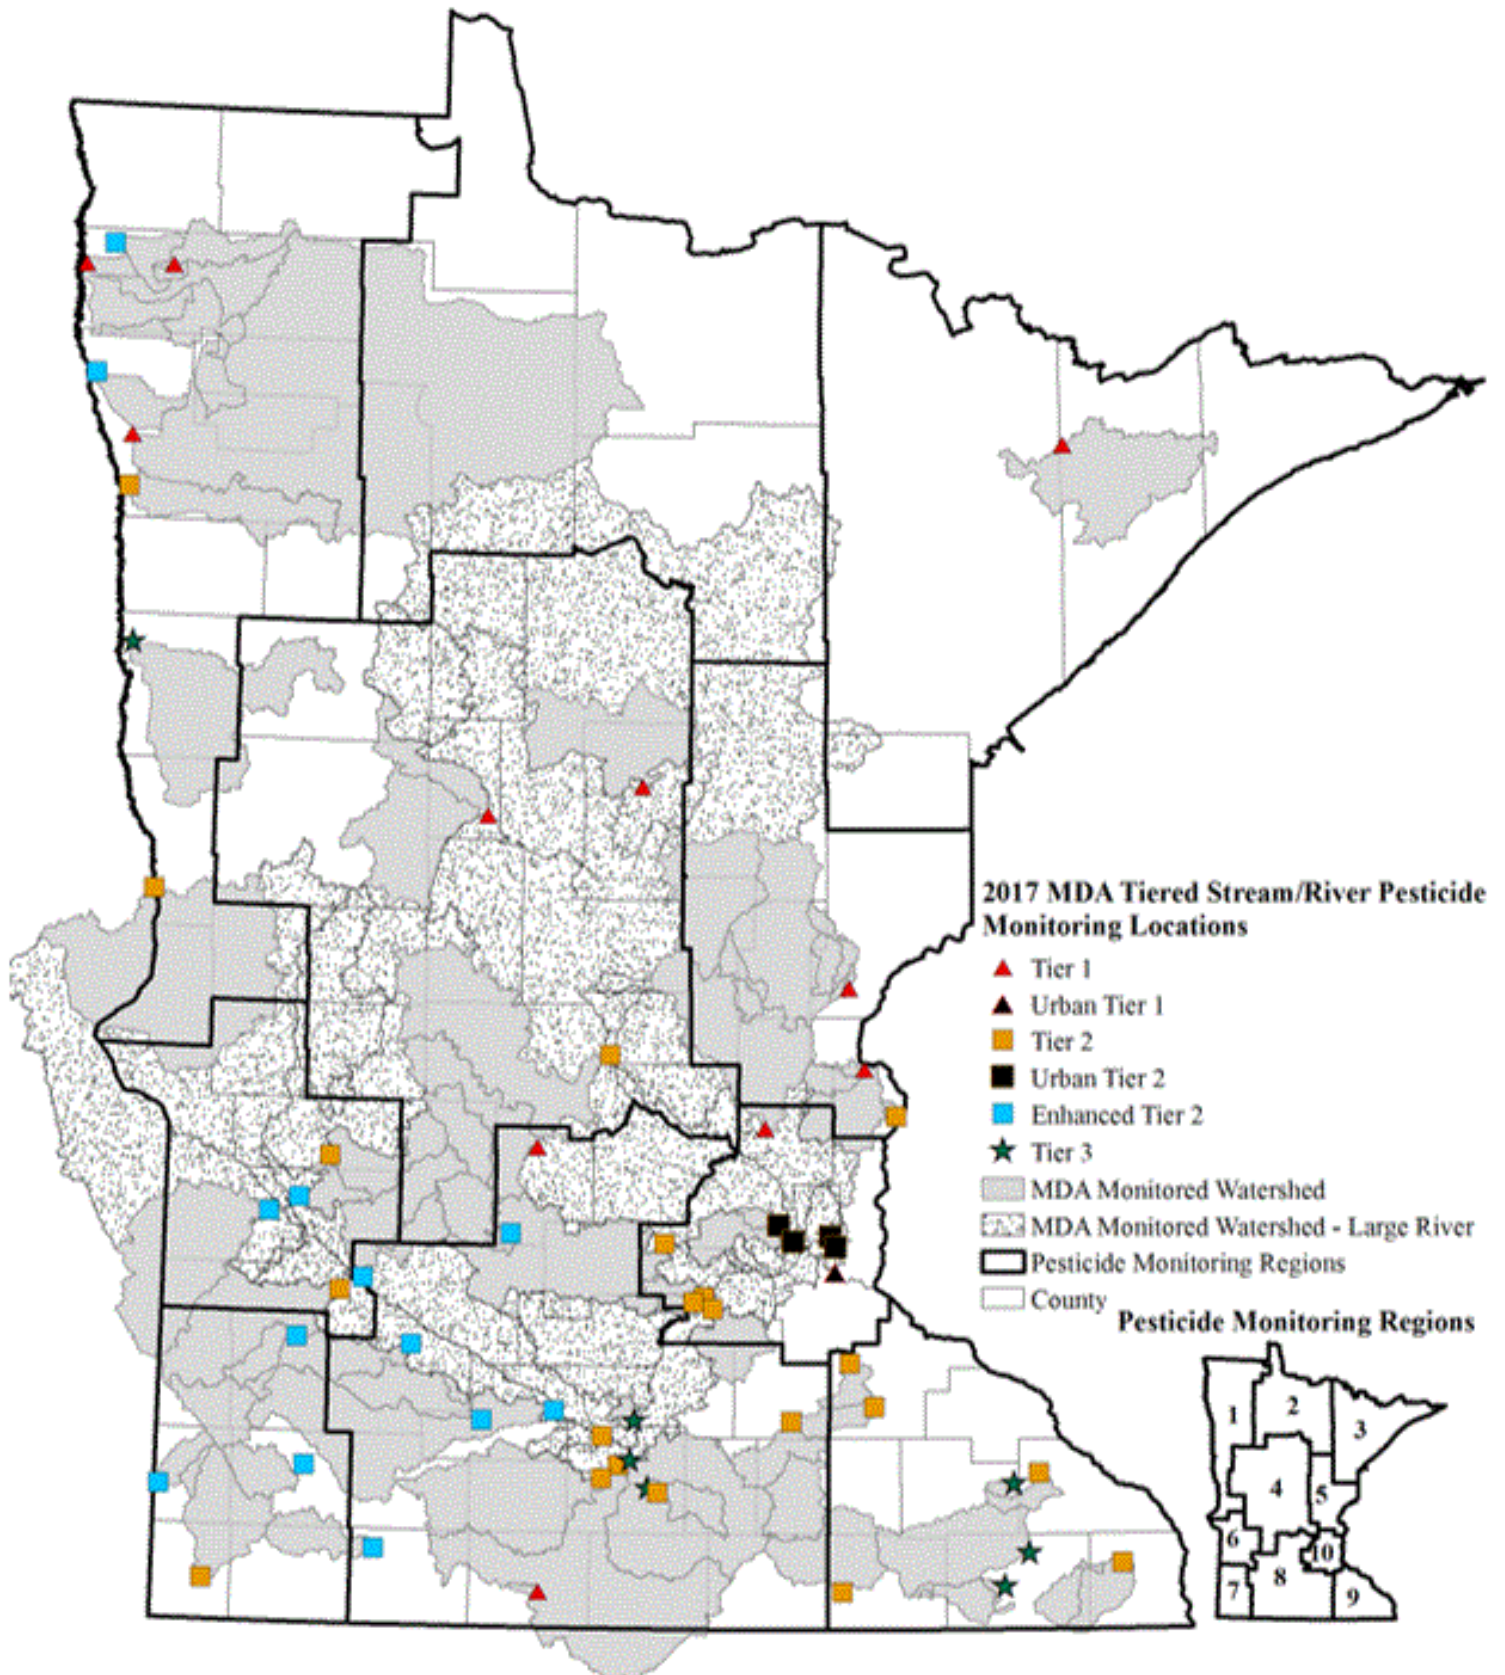 2017 MDA Tiered Stream/River Pesticide
Monitoring Locations
Tier 1
Urban Tier 1
Tier 2
Urban Tier 2
Enhanced Tier 2
Tier 3
MDA Monitored Watershed
MDA Monitored Watershed - Large River
Pesticide Monitoring Regions
County
Pesticide Monitoring Regions
1
2
3
4
5
6
10
7
8
9